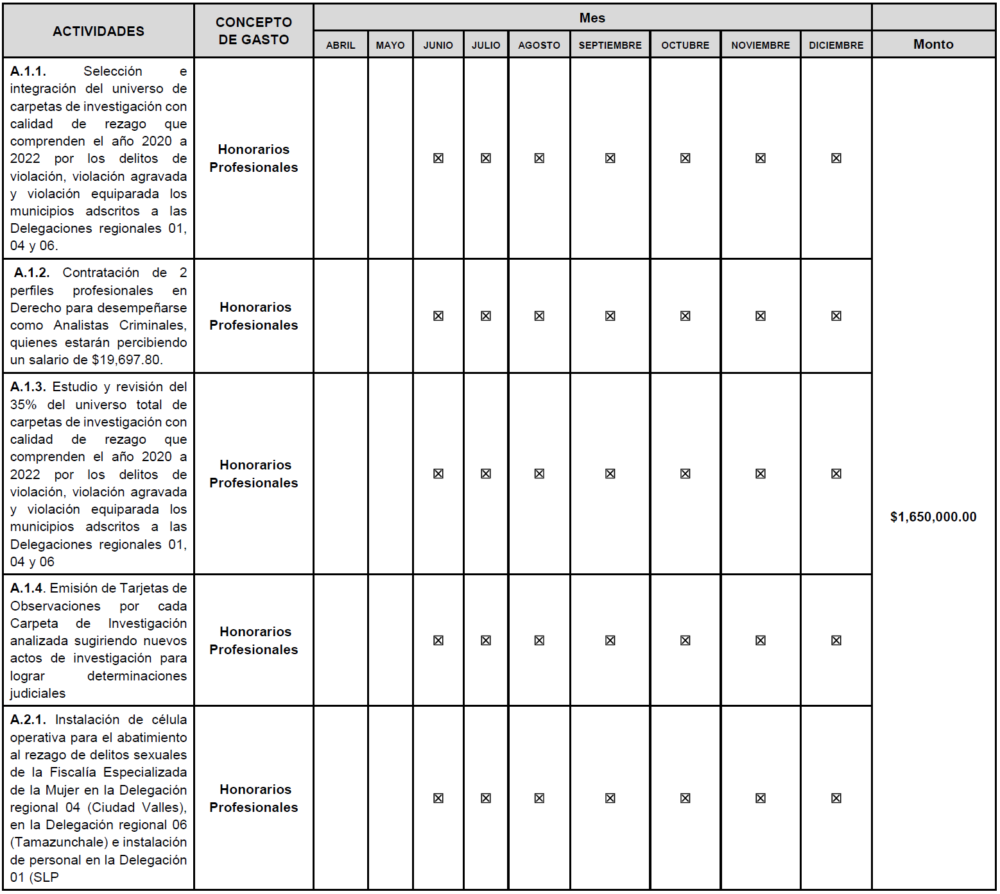 ACTIVIDADES
CONCEPTO
DE GASTO
Mes
ABRIL MAYO JUNIO JULIO AGOSTO SEPTIEMBRE OCTUBRE NOVIEMBRE DICIEMBRE Monto
A.1.1. Selección e
integración del universo de
carpetas de investigación con
calidad de rezago que
comprenden el año 2020 a
2022 por los delitos de
violación, violación agravada
y violación equiparada los
municipios adscritos a las
Delegaciones regionales 01,
04 y 06.
Honorarios
Profesionales
☒ ☒ ☒ ☒ ☒ ☒ ☒
A.1.2. Contratación de 2
perfiles profesionales en
Derecho para desempeñarse
como Analistas Criminales,
quienes estarán percibiendo
un salario de $19,697.80.
Honorarios
Profesionales
☒ ☒ ☒ ☒ ☒ ☒ ☒
A.1.3. Estudio y revisión del
35% del universo total de
carpetas de investigación con
calidad de rezago que
comprenden el año 2020 a
2022 por los delitos de
violación, violación agravada
y violación equiparada los
municipios adscritos a las
Delegaciones regionales 01,
04 y 06
Honorarios
Profesionales
☒ ☒ ☒ ☒ ☒ ☒ ☒
$1,650,000.00
A.1.4. Emisión de Tarjetas de
Observaciones por cada
Carpeta de Investigación
analizada sugiriendo nuevos
actos de investigación para
lograr determinaciones
judiciales
Honorarios
Profesionales
☒ ☒ ☒ ☒ ☒ ☒ ☒
A.2.1. Instalación de célula
operativa para el abatimiento
al rezago de delitos sexuales
de la Fiscalía Especializada
de la Mujer en la Delegación
regional 04 (Ciudad Valles),
en la Delegación regional 06
(Tamazunchale) e instalación
de personal en la Delegación
01 (SLP
Honorarios
Profesionales
☒ ☒ ☒ ☒ ☒ ☒ ☒